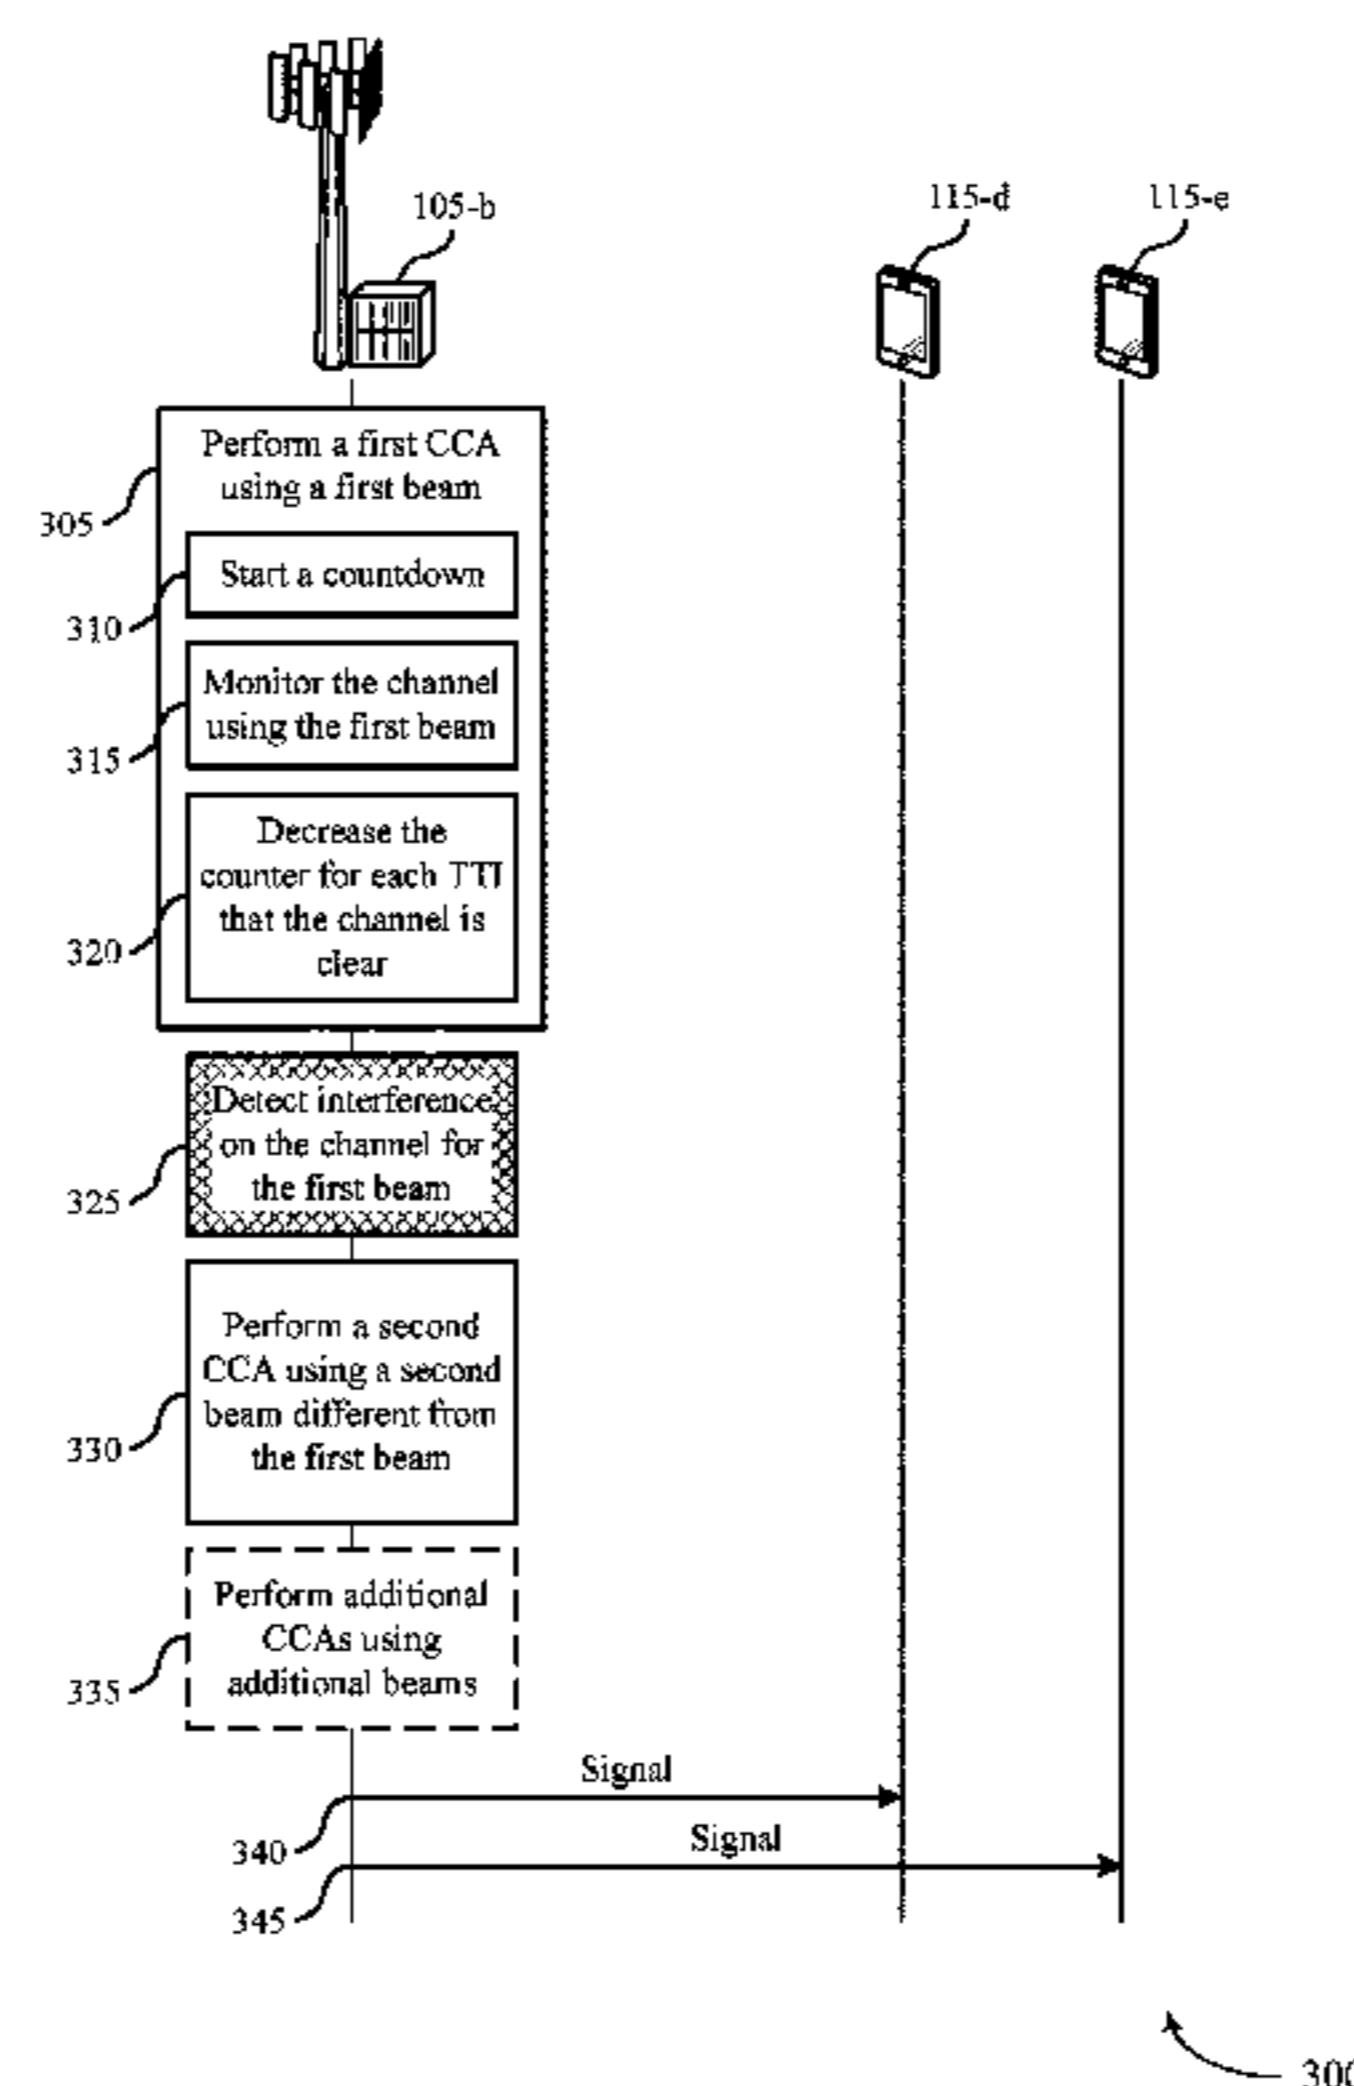 105-b
115-d
115-e
Perform a first CCA
using a first beam
305
Start a countdown
310
Monitor the channel
using the first beam
315
Decrease the
counter for each TTI
that the channel is
clear
320
Detect interference
on the channel for
the first beam
325
Perform a second
CCA using a second
beam different from
the first beam
330
Perform additional
CCAs using
additional beams
335
Signal
340
Signal
345
300